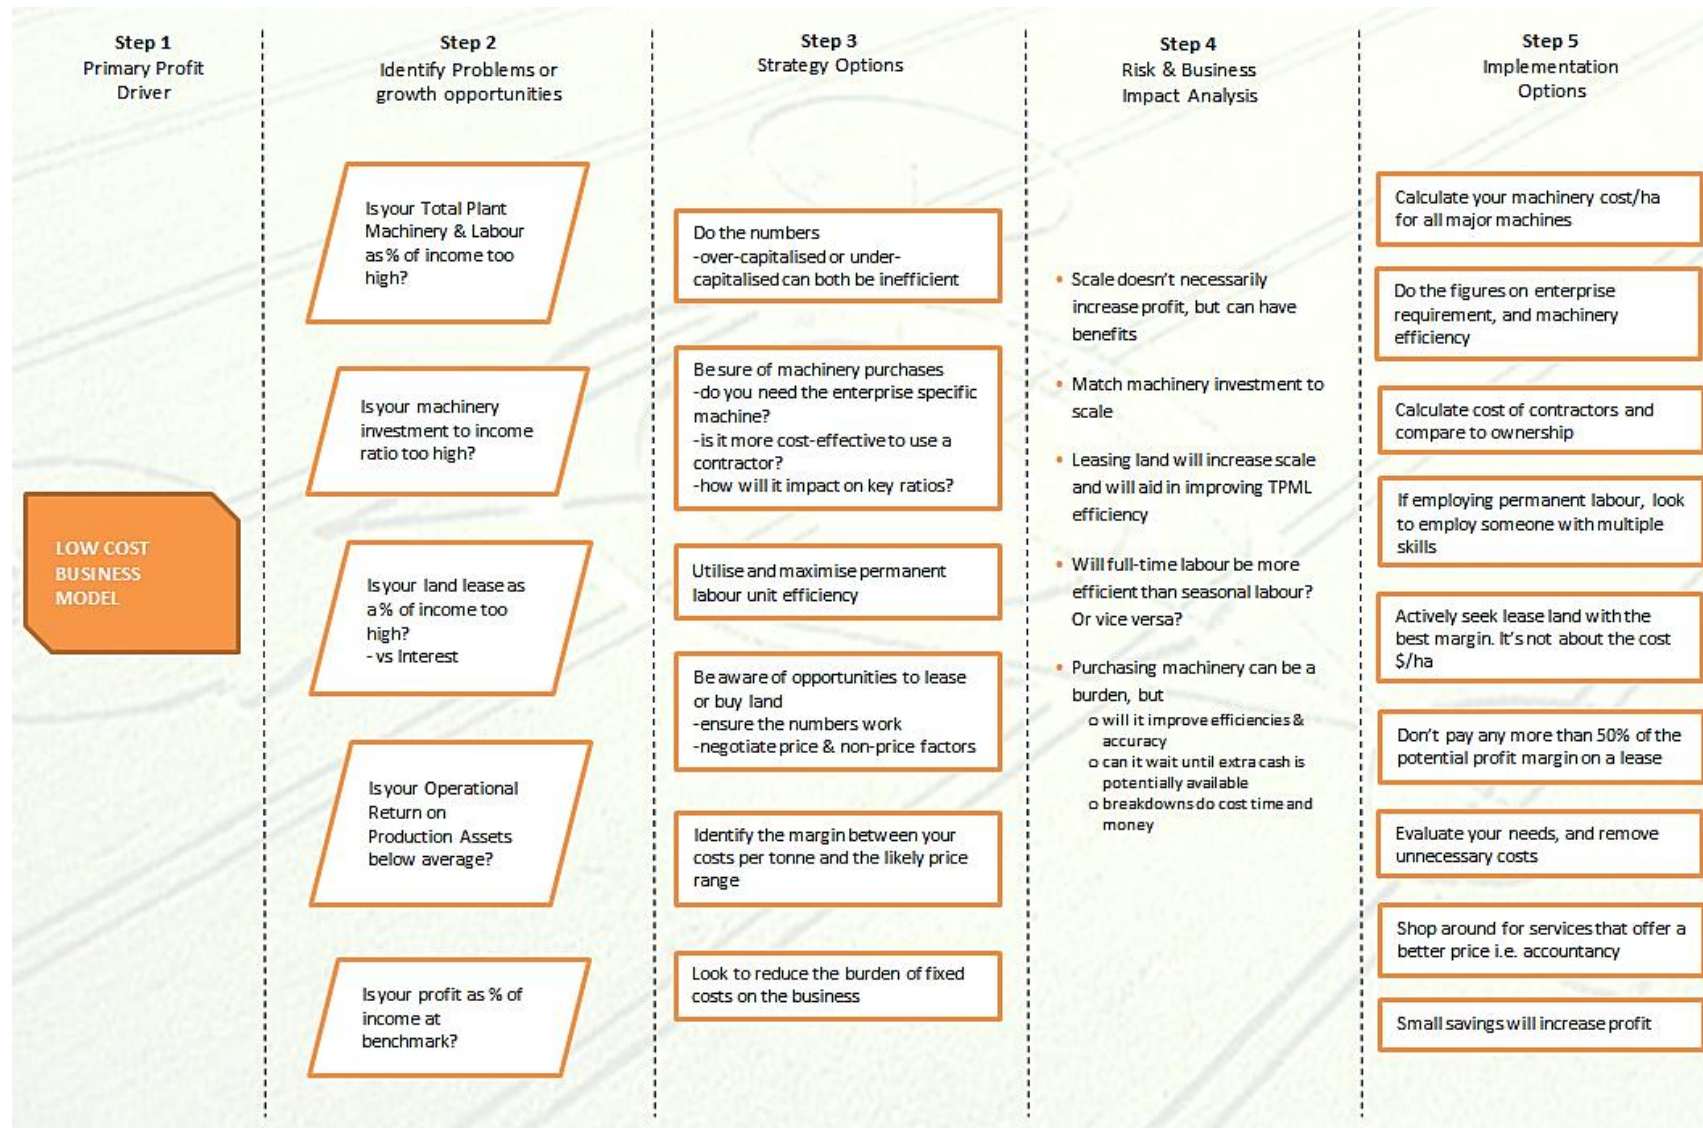 Step 1
Primary Profit
Driver
LOW COST
BUSINESS
MODEL
Step 2
Identify Problems or
growth opportunities
Is your Total Plant
Machinery & Labour
as % of income too
high?
Is your machinery
investment to income
ratio too high?
Is your land lease as
a % of income too
high?
- vs Interest
Is your Operational
Return on
Production Assets
below average?
Is your profit as % of
income at
benchmark?
Step 3
Strategy Options
Do the numbers
-over-capitalised or under-
capitalised can both be inefficient
Be sure of machinery purchases
-do you need the enterprise specific
machine?
-is it more cost-effective to use a
contractor?
-how will it impact on key ratios?
Utilise and maximise permanent
labour unit efficiency
Be aware of opportunities to lease
or buy land
-ensure the numbers work
-negotiate price & non-price factors
Identify the margin between your
costs per tonne and the likely price
range
Look to reduce the burden of fixed
costs on the business
Step 4
Risk & Business
Impact Analysis
• Scale doesn't necessarily
increase profit, but can have
benefits
• Match machinery investment to
scale
• Leasing land will increase scale
and will aid in improving TPML
efficiency
• Will full-time labour be more
efficient than seasonal labour?
Or vice versa?
• Purchasing machinery can be a
burden, but
o will it improve efficiencies &
accuracy
o can it wait until extra cash is
potentially available
o breakdowns do cost time and
money
Step 5
Implementation
Options
Calculate your machinery cost/ha
for all major machines
Do the figures on enterprise
requirement, and machinery
efficiency
Calculate cost of contractors and
compare to ownership
If employing permanent labour, look
to employ someone with multiple
skills
Actively seek lease land with the
best margin. It's not about the cost
$/ha
Don't pay any more than 50% of the
potential profit margin on a lease
Evaluate your needs, and remove
unnecessary costs
Shop around for services that offer a
better price i.e. accountancy
Small savings will increase profit